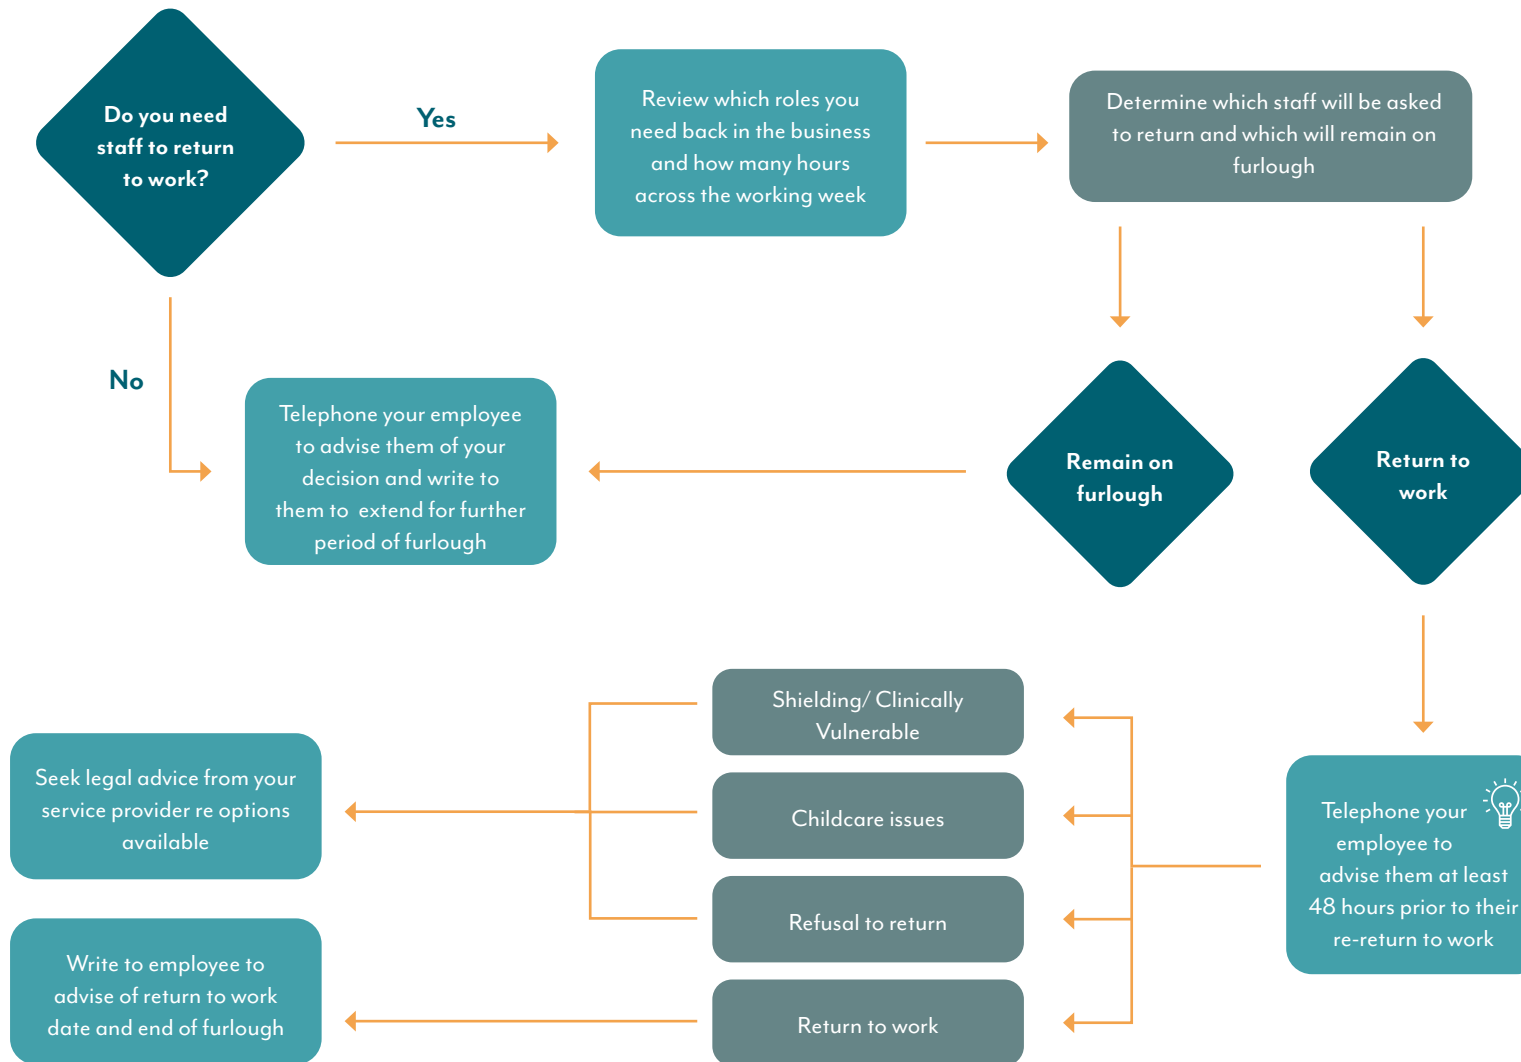 Do you need
staff to return
to work?
Yes
Review which roles you
need back in the business
and how many hours
across the working week
Determine which staff will be asked
to return and which will remain on
furlough
No
Telephone your employee
to advise them of your
decision and write to
them to extend for further
period of furlough
Remain on
furlough
Return to
work
Shielding/ Clinically
Vulnerable
Seek legal advice from your
service provider re options
available
Childcare issues
Telephone your
employee to
advise them at least
48 hours prior to their
re-return to work
Refusal to return
Write to employee to
advise of return to work
date and end of furlough
Return to work